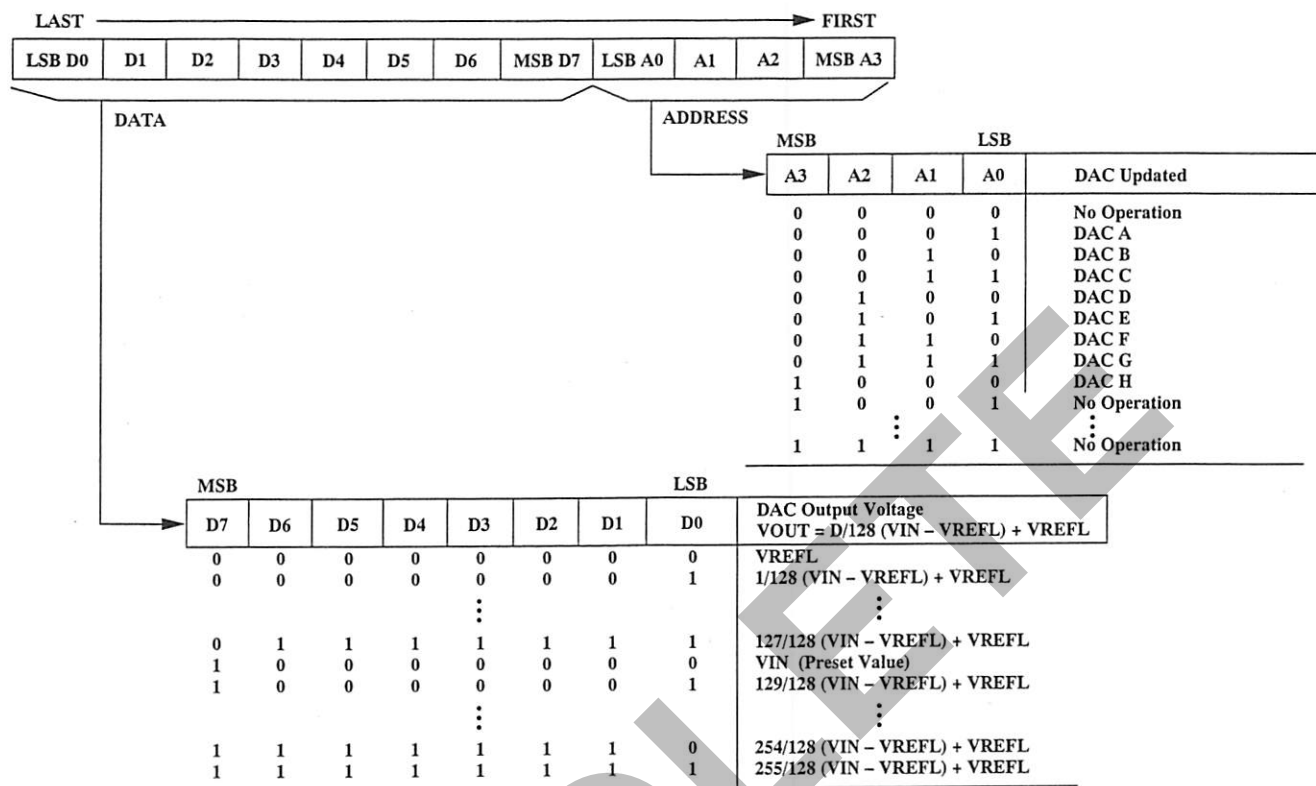 LAST FIRST
LSB D0 D1 D2 D3 D4 D5 D6 MSB D7 LSB A0 A1 A2 MSB A3
DATA ADDRESS
MSB LSB
A3 A2 A1 A0 DAC Updated
0 0 0 0 No Operation
0 0 0 1 DAC A
0 0 1 0 DAC B
0 0 1 1 DAC C
0 1 0 0 DAC D
0 1 0 1 DAC E
0 1 1 0 DAC F
0 1 1 1 DAC G
1 0 0 0 DAC H
1 0 0 1 No Operation
1 1 1 1 No Operation
MSB LSB
D7 D6 D5 D4 D3 D2 D1 D0 DAC Output Voltage
VOUT = D/128 (VIN – VREFL) + VREFL
0 0 0 0 0 0 0 0 VREFL
0 0 0 0 0 0 0 1 1/128 (VIN – VREFL) + VREFL
0 1 1 1 1 1 1 1 127/128 (VIN – VREFL) + VREFL
1 0 0 0 0 0 0 0 VIN (Preset Value)
1 0 0 0 0 0 0 1 129/128 (VIN – VREFL) + VREFL
1 1 1 1 1 1 1 0 254/128 (VIN – VREFL) + VREFL
1 1 1 1 1 1 1 1 255/128 (VIN – VREFL) + VREFL
LETE